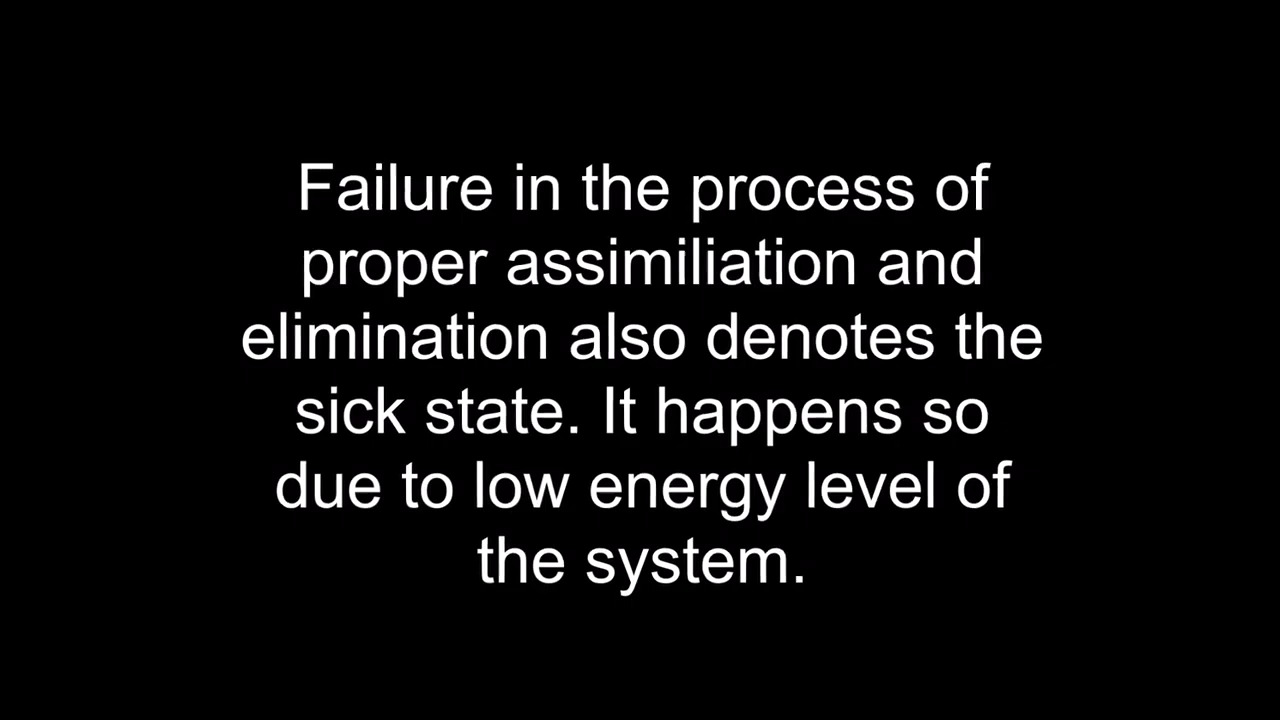 Failure in the process of
proper assimiliation and
elimination also denotes the
sick state. It happens so
due to low energy level of
the system.